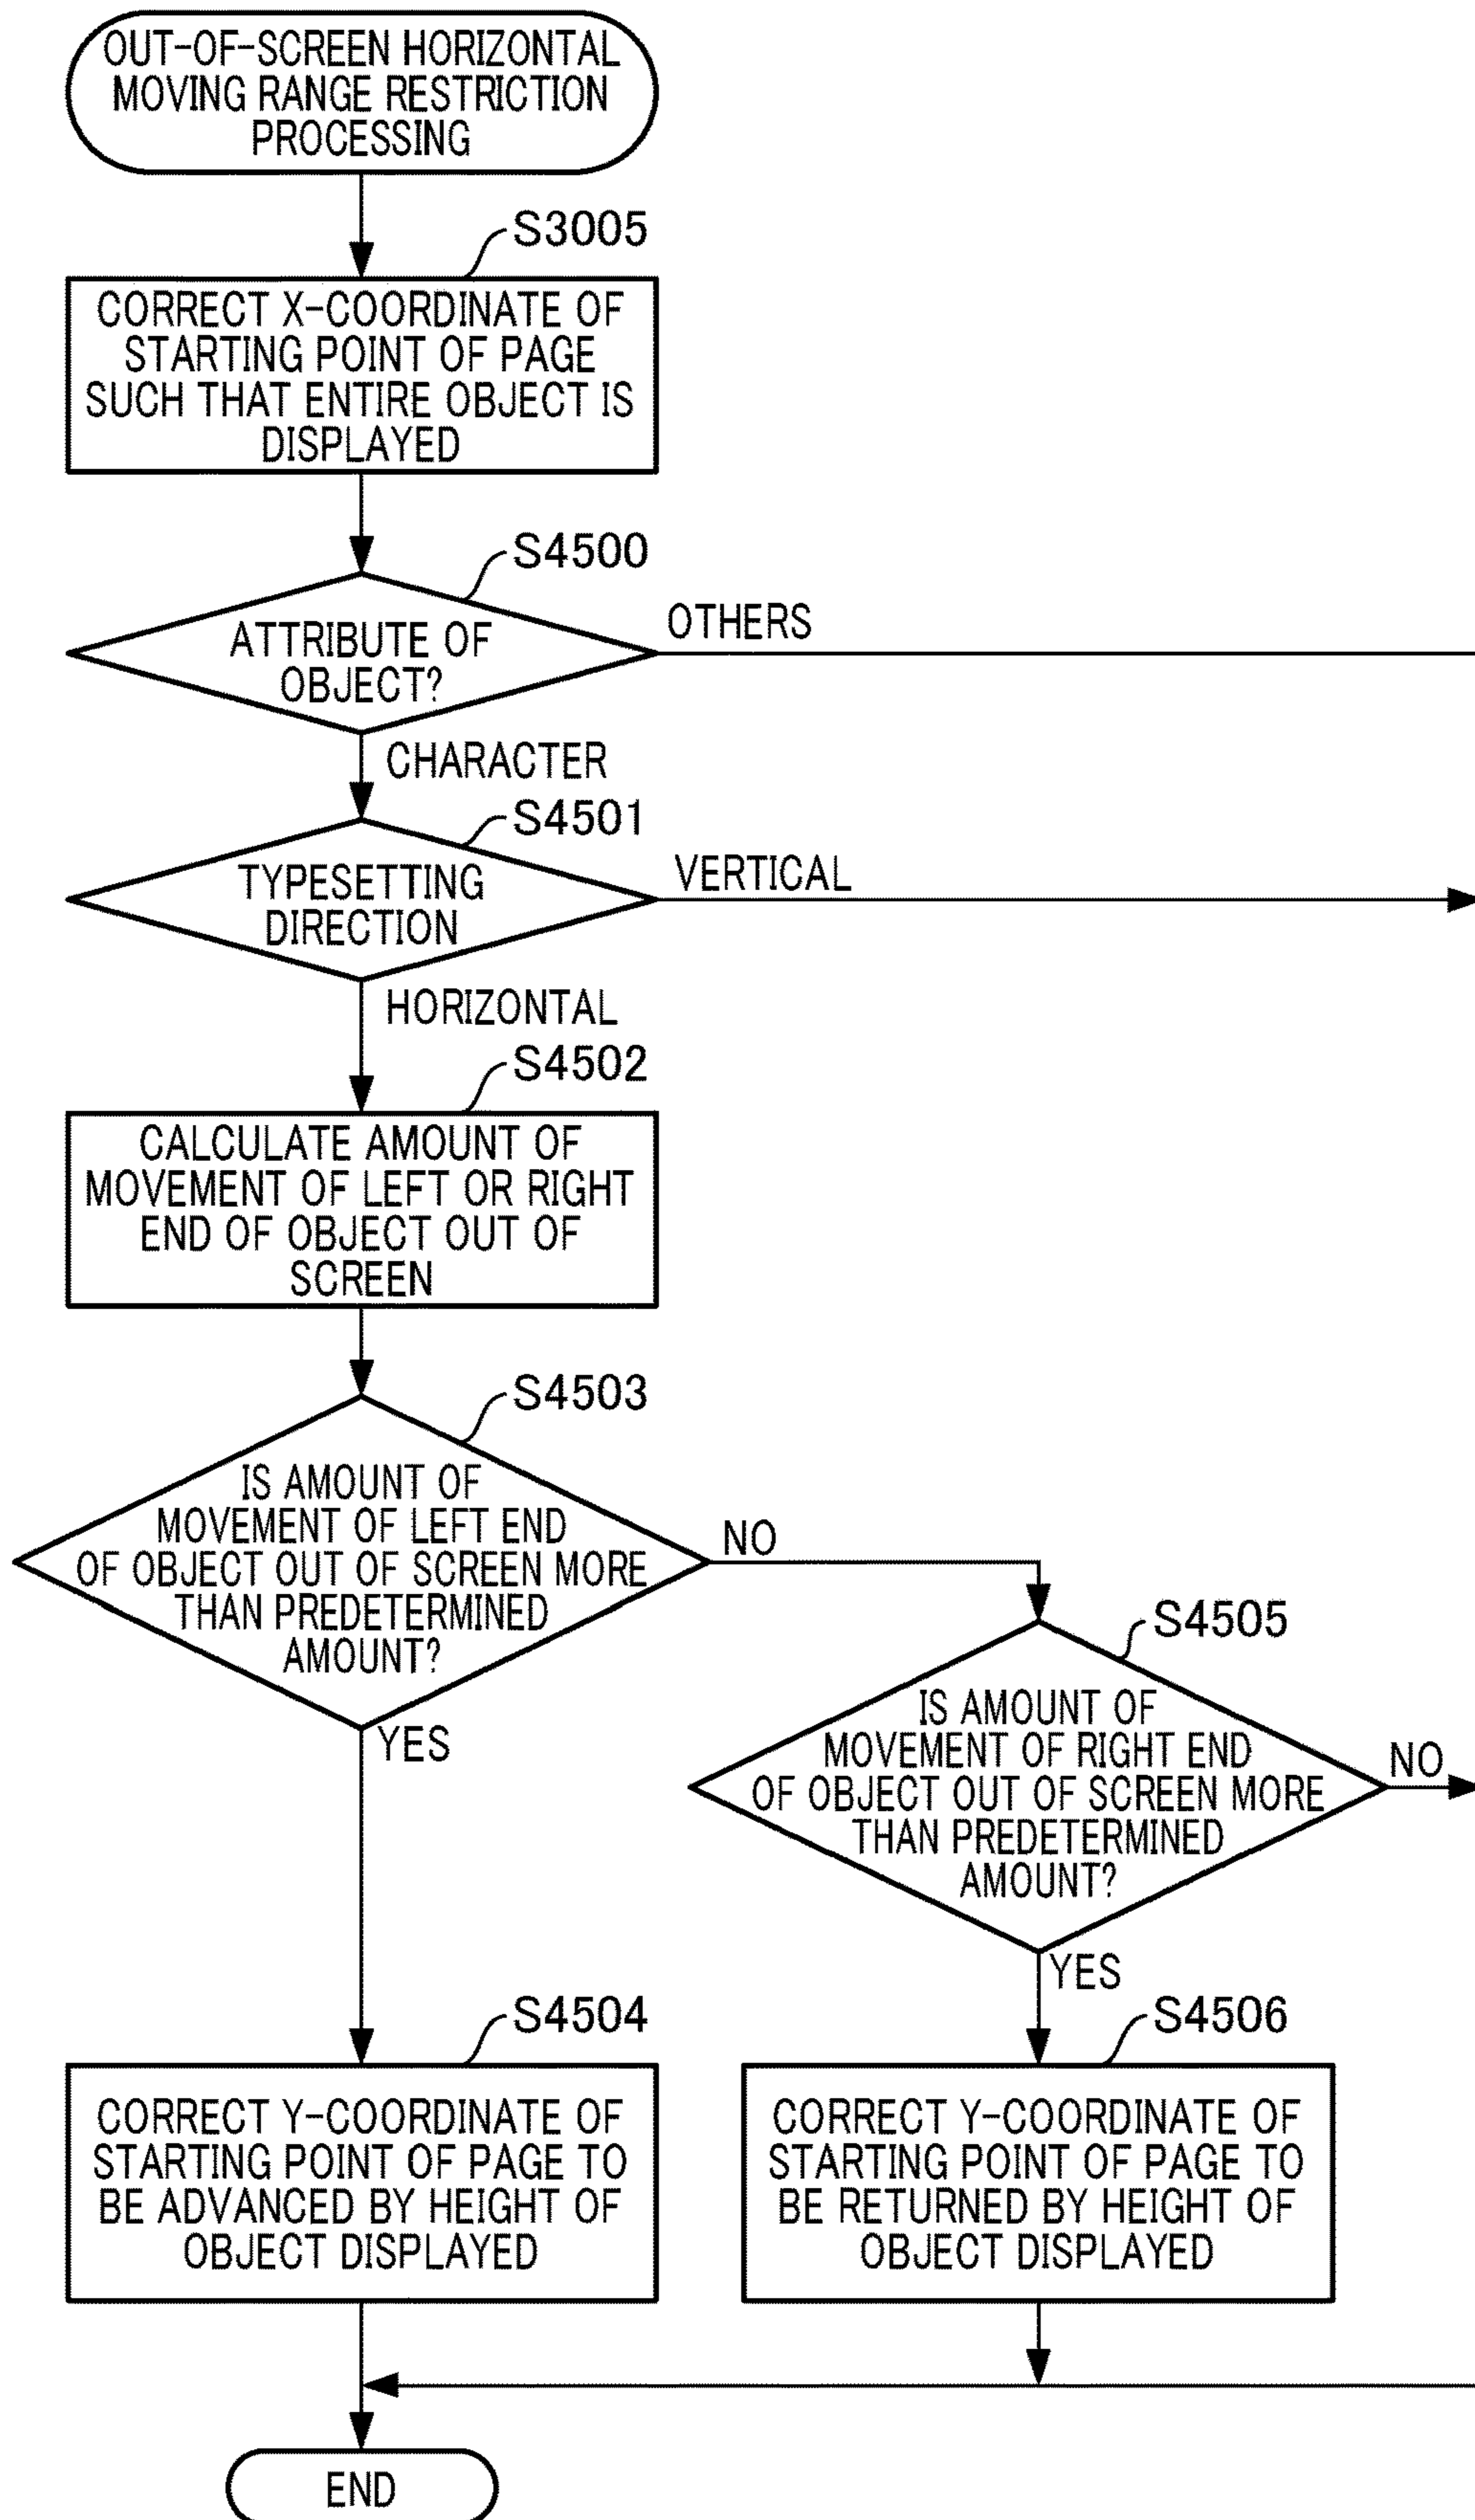 OUT-OF-SCREEN HORIZONTAL
MOVING RANGE RESTRICTION
PROCESSING
S3005
CORRECT X-COORDINATE OF
STARTING POINT OF PAGE
SUCH THAT ENTIRE OBJECT IS
DISPLAYED
S4500
ATTRIBUTE OF
OBJECT?
OTHERS
CHARACTER
S4501
TYPESETTING
DIRECTION
VERTICAL
HORIZONTAL
S4502
CALCULATE AMOUNT OF
MOVEMENT OF LEFT OR RIGHT
END OF OBJECT OUT OF
SCREEN
S4503
IS AMOUNT OF
MOVEMENT OF LEFT END
OF OBJECT OUT OF SCREEN MORE
THAN PREDETERMINED
AMOUNT?
NO
YES
S4505
IS AMOUNT OF
MOVEMENT OF RIGHT END
OF OBJECT OUT OF SCREEN MORE
THAN PREDETERMINED
AMOUNT?
NO
YES
S4504
CORRECT Y-COORDINATE OF
STARTING POINT OF PAGE TO
BE ADVANCED BY HEIGHT OF
OBJECT DISPLAYED
S4506
CORRECT Y-COORDINATE OF
STARTING POINT OF PAGE TO
BE RETURNED BY HEIGHT OF
OBJECT DISPLAYED
END